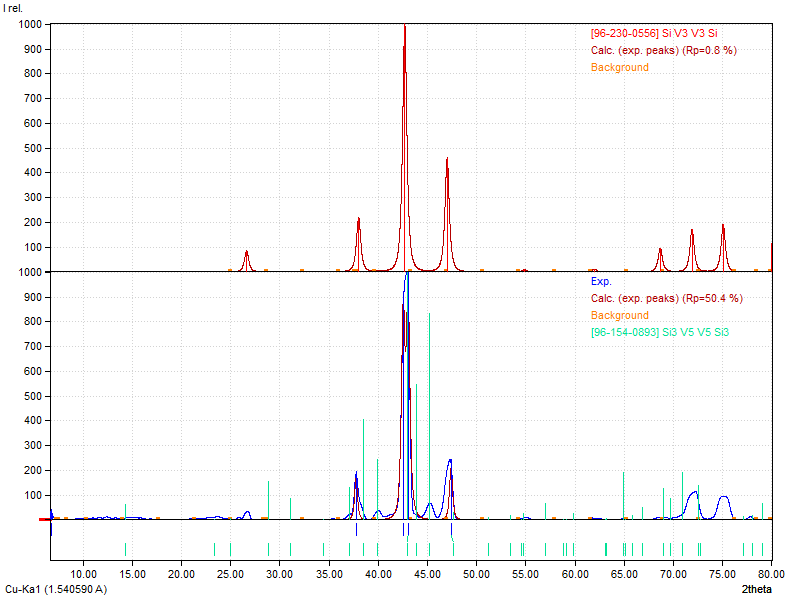 I rel.
1000
[96-230-0556] Si V3 V3 Si
Calc. (exp. peaks) (Rp=0.8 %)
Background
900
800
700
600
500
400
300
200
100
1000
Exp.
Calc. (exp. peaks) (Rp=50.4 %)
Background
[96-154-0893] Si3 V5 V5 Si3
900
800
700
600
500
400
300
200
100
10.00 15.00 20.00 25.00 30.00 35.00 40.00 45.00 50.00 55.00 60.00 65.00 70.00 75.00 80.00
Cu-Ka1 (1.540590 A) 2theta